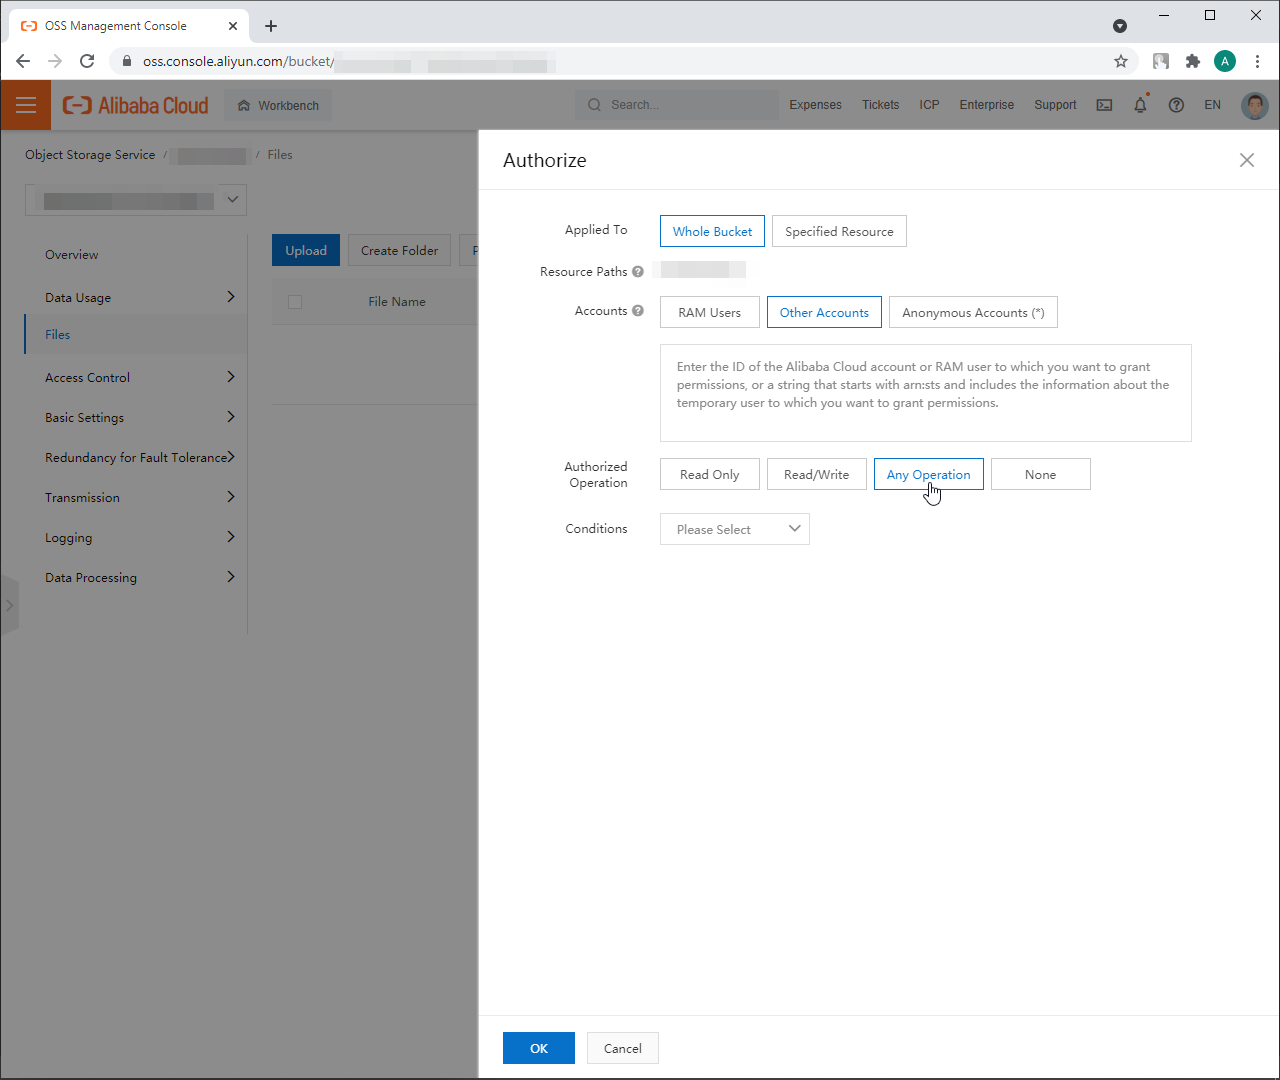 OSS Management Console
oss.console.aliyun.com/bucket/
A
Alibaba Cloud
Workbench
Search...
Expenses
Tickets
ICP
Enterprise
Support
EN
Object Storage Service / / Files
Authorize
Applied To
Whole Bucket
Specified Resource
Resource Paths
Accounts
RAM Users
Other Accounts
Anonymous Accounts (*)
Enter the ID of the Alibaba Cloud account or RAM user to which you want to grant
permissions, or a string that starts with arn:sts and includes the information about the
temporary user to which you want to grant permissions.
Authorized
Operation
Read Only
Read/Write
Any Operation
None
Conditions
Please Select
Overview
Data Usage
Files
Access Control
Basic Settings
Redundancy for Fault Tolerance
Transmission
Logging
Data Processing
Upload
Create Folder
P
File Name
OK
Cancel